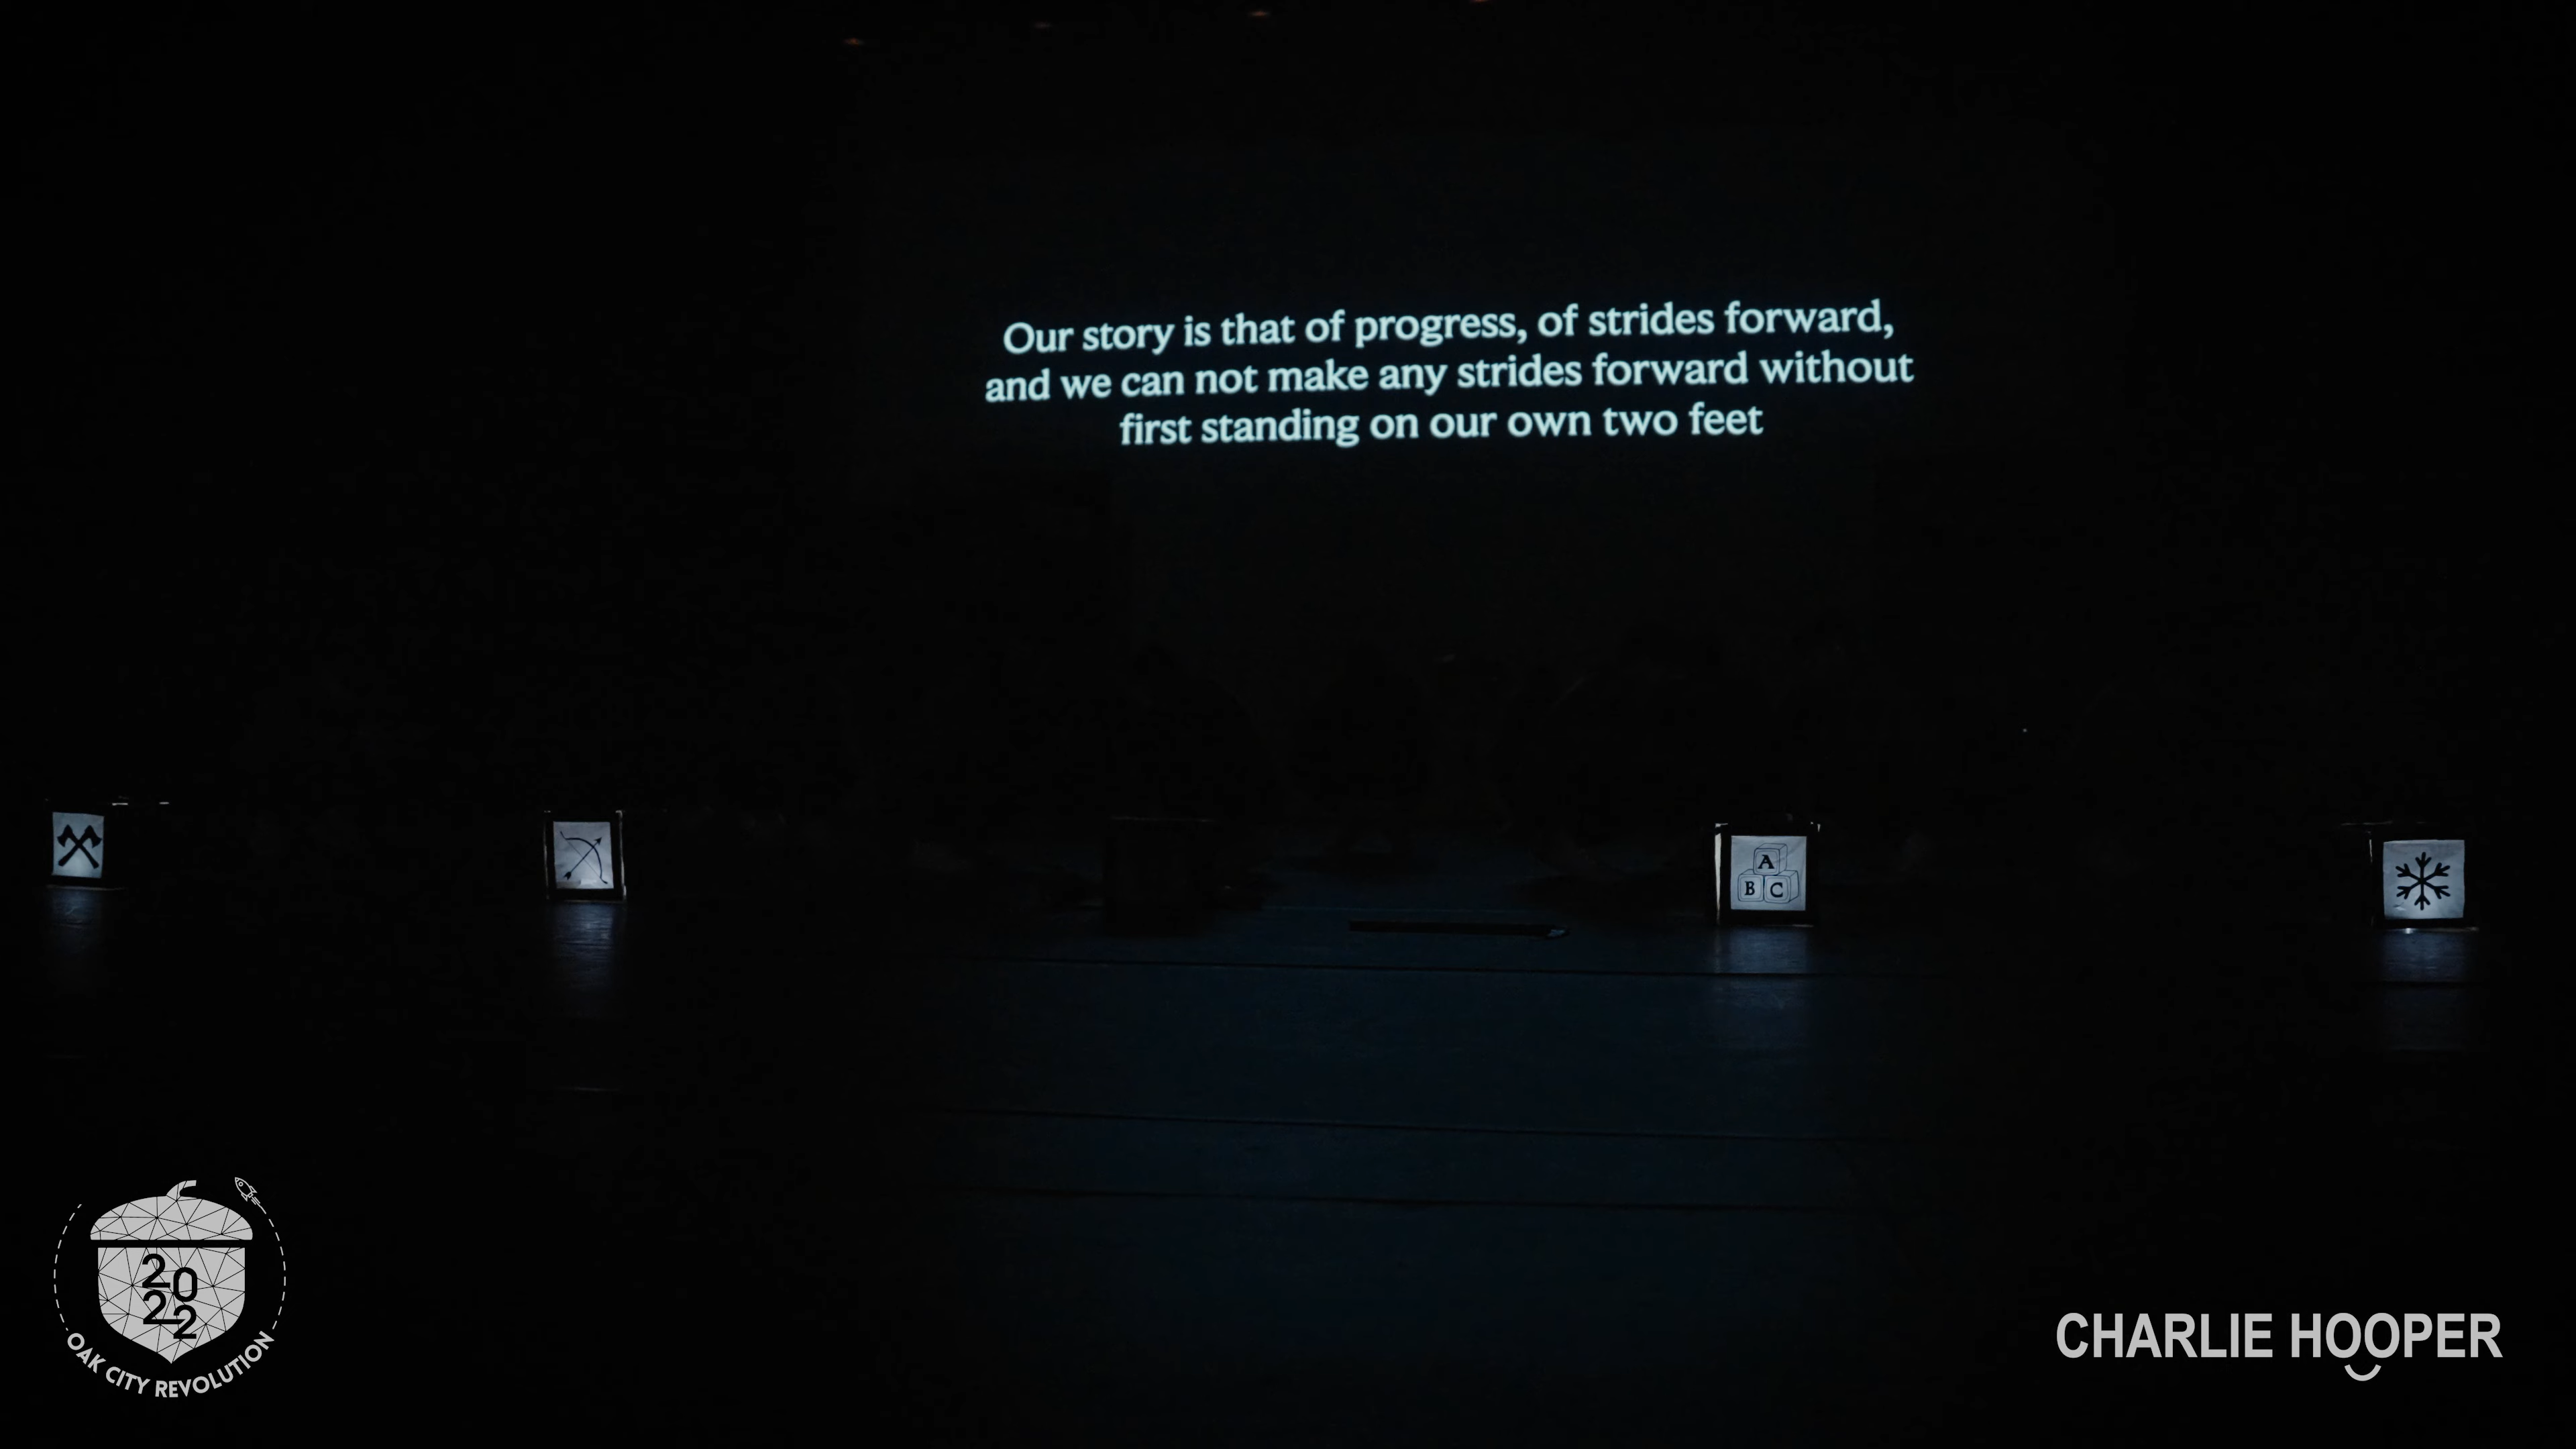 Our story is that of progress, of strides forward,
and we can not make any strides forward without
first standing on our own two feet
A
B C
20
22
OAK CITY REVOLUTION
CHARLIE HOOPER